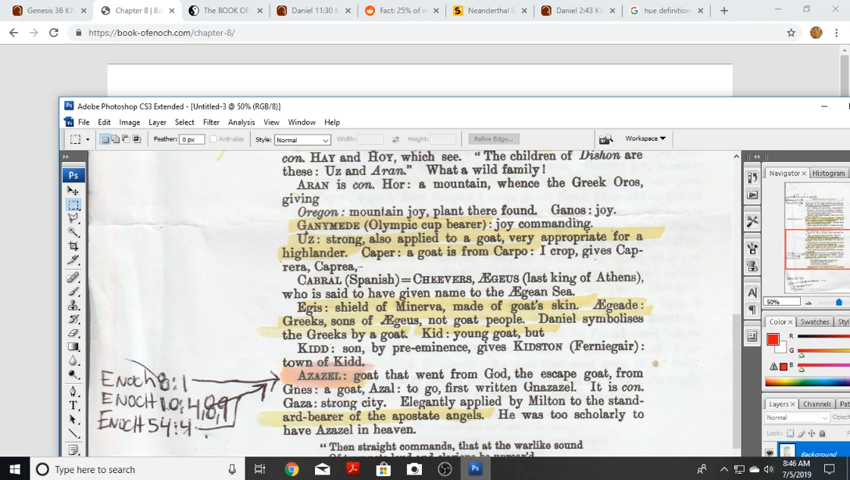 Genesis 36 K
Chapter 8 | B
The BOOK OF
Daniel 11:30 K
Fact: 25% of w
Neanderthal S
Daniel 2:43 K
hue definition
https://book-ofenoch.com/chapter-8/
Adobe Photoshop CS3 Extended - [Untitled-3 @ 50% (RGB/8)]
File Edit Image Layer Select Filter Analysis View Window Help
Feather: 0 px Anti-alias Style: Normal Width: Height: Refine Edge... Workspace
Ps
con. HAY and HOY, which see. "The children of Dishon are
these: Uz and Aran." What a wild family!
ARAN is con. Hor: a mountain, whence the Greek Oros,
giving
Oregon: mountain joy, plant there found. Ganos: joy.
GANYMEDE (Olympic cup bearer): joy commanding.
UZ: strong, also applied to a goat, very appropriate for a
highlander. Caper: a goat is from Carpo: I crop, gives Cap-
rera, Caprea,
CABRAL (Spanish)=CHEEVERS, ÆGEUS (last king of Athens),
who is said to have given name to the Ægean Sea.
Egis: shield of Minerva, made of goat's skin. Ægeade:
Greeks, sons of Ægeus, not goat people. Daniel symbolises
the Greeks by a goat. Kid: young goat, but
KIDD: son, by pre-eminence, gives KIDSTON (Ferniegair):
town of Kidd.
AZAZEL: goat that went from God, the escape goat, from
Gnes: a goat, Azal: to go, first written Gnazazel. It is con.
Gaza: strong city. Elegantly applied by Milton to the stand-
ard-bearer of the apostate angels. He was too scholarly to
have Azazel in heaven.
"Then straight commands, that at the warlike sound
ENOCH 8:1
ENOCH 10:4,8,9
ENOCH 54:4
Navigator Histogram
50%
Color Swatches Styles
R
G
B
Layers Channels Paths
Normal
Lock:
Background
Type here to search
8:46 AM
7/5/2019